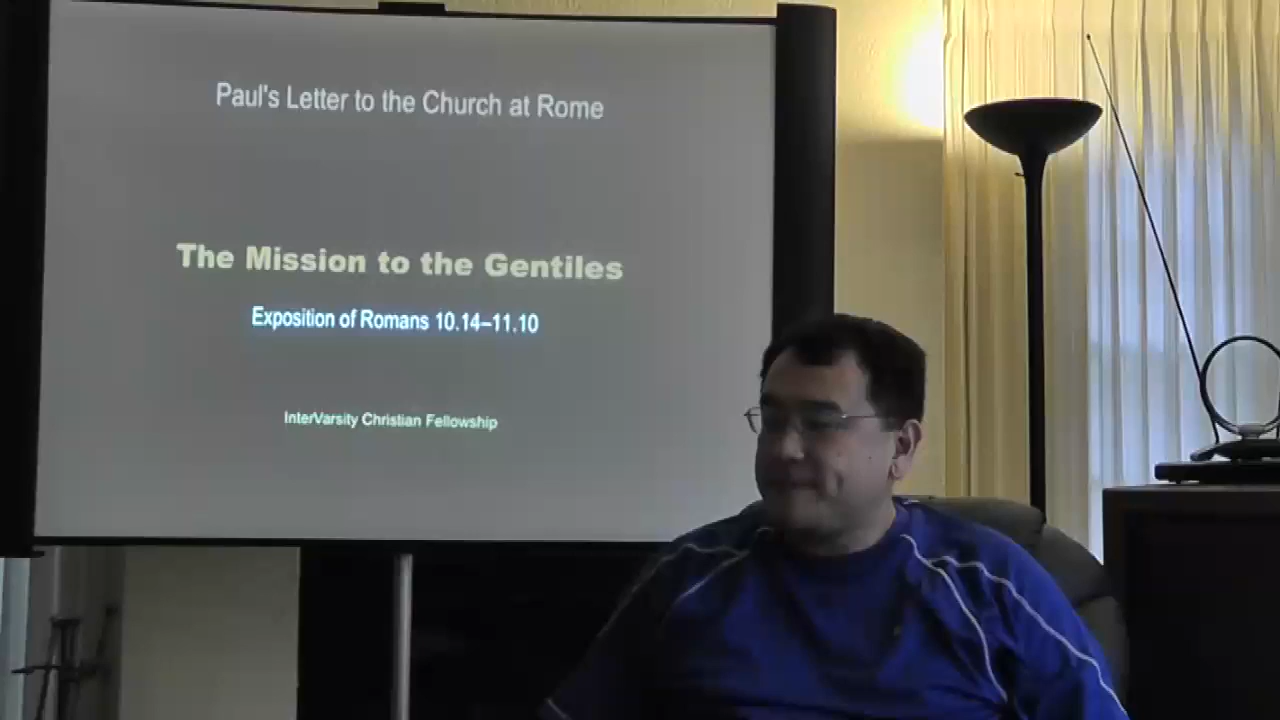 Paul's Letter to the Church at Rome
The Mission to the Gentiles
Exposition of Romans 10.14–11.10
InterVarsity Christian Fellowship